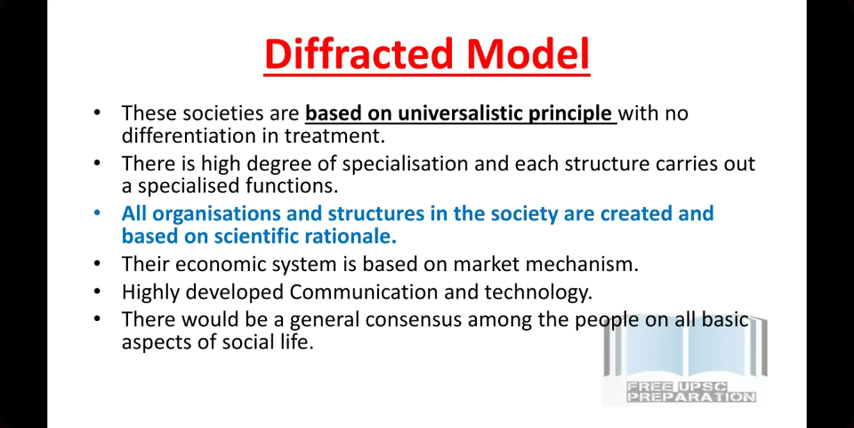 Diffracted Model
• These societies are based on universalistic principle with no
differentiation in treatment.
• There is high degree of specialisation and each structure carries out
a specialised functions.
• All organisations and structures in the society are created and
based on scientific rationale.
• Their economic system is based on market mechanism.
• Highly developed Communication and technology.
• There would be a general consensus among the people on all basic
aspects of social life.
FREE UPSC
PREPARATION